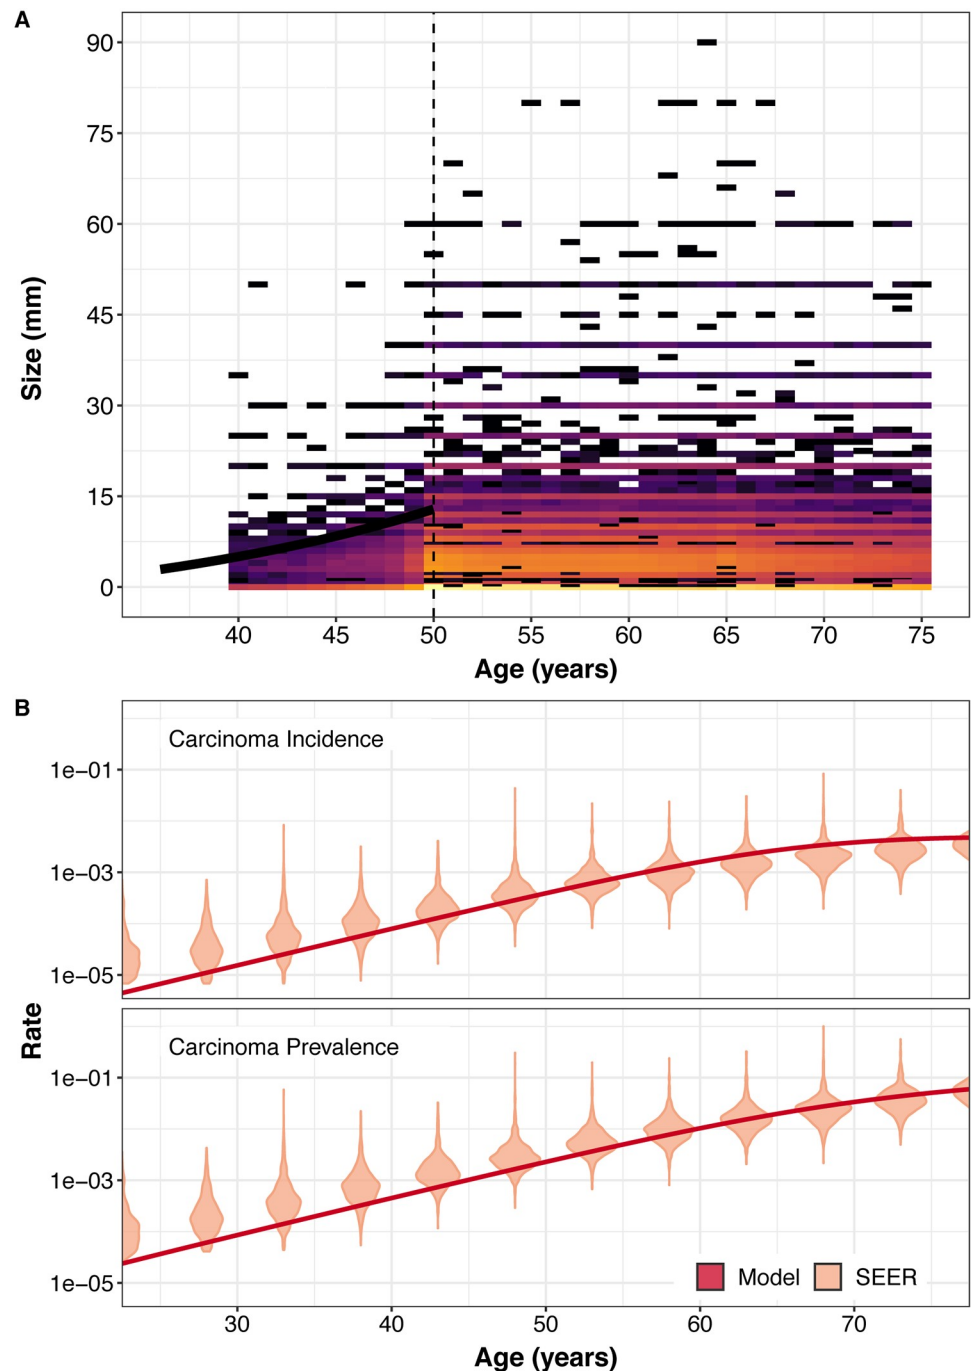 A
90
75
60
45
30
15
0
Size (mm)
40 45 50 55 60 65 70 75
Age (years)
B
Carcinoma Incidence
1e−01
1e−03
1e−05
Rate
Carcinoma Prevalence
1e−01
1e−03
1e−05
Model SEER
30 40 50 60 70
Age (years)